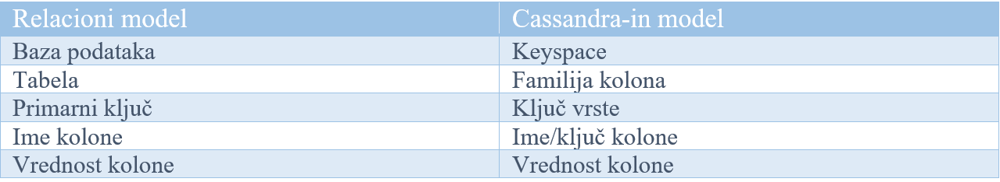 Relacioni model Cassandra-in model
Baza podataka Keyspace
Tabela Familija kolona
Primarni ključ Ključ vrste
Ime kolone Ime/ključ kolone
Vrednost kolone Vrednost kolone